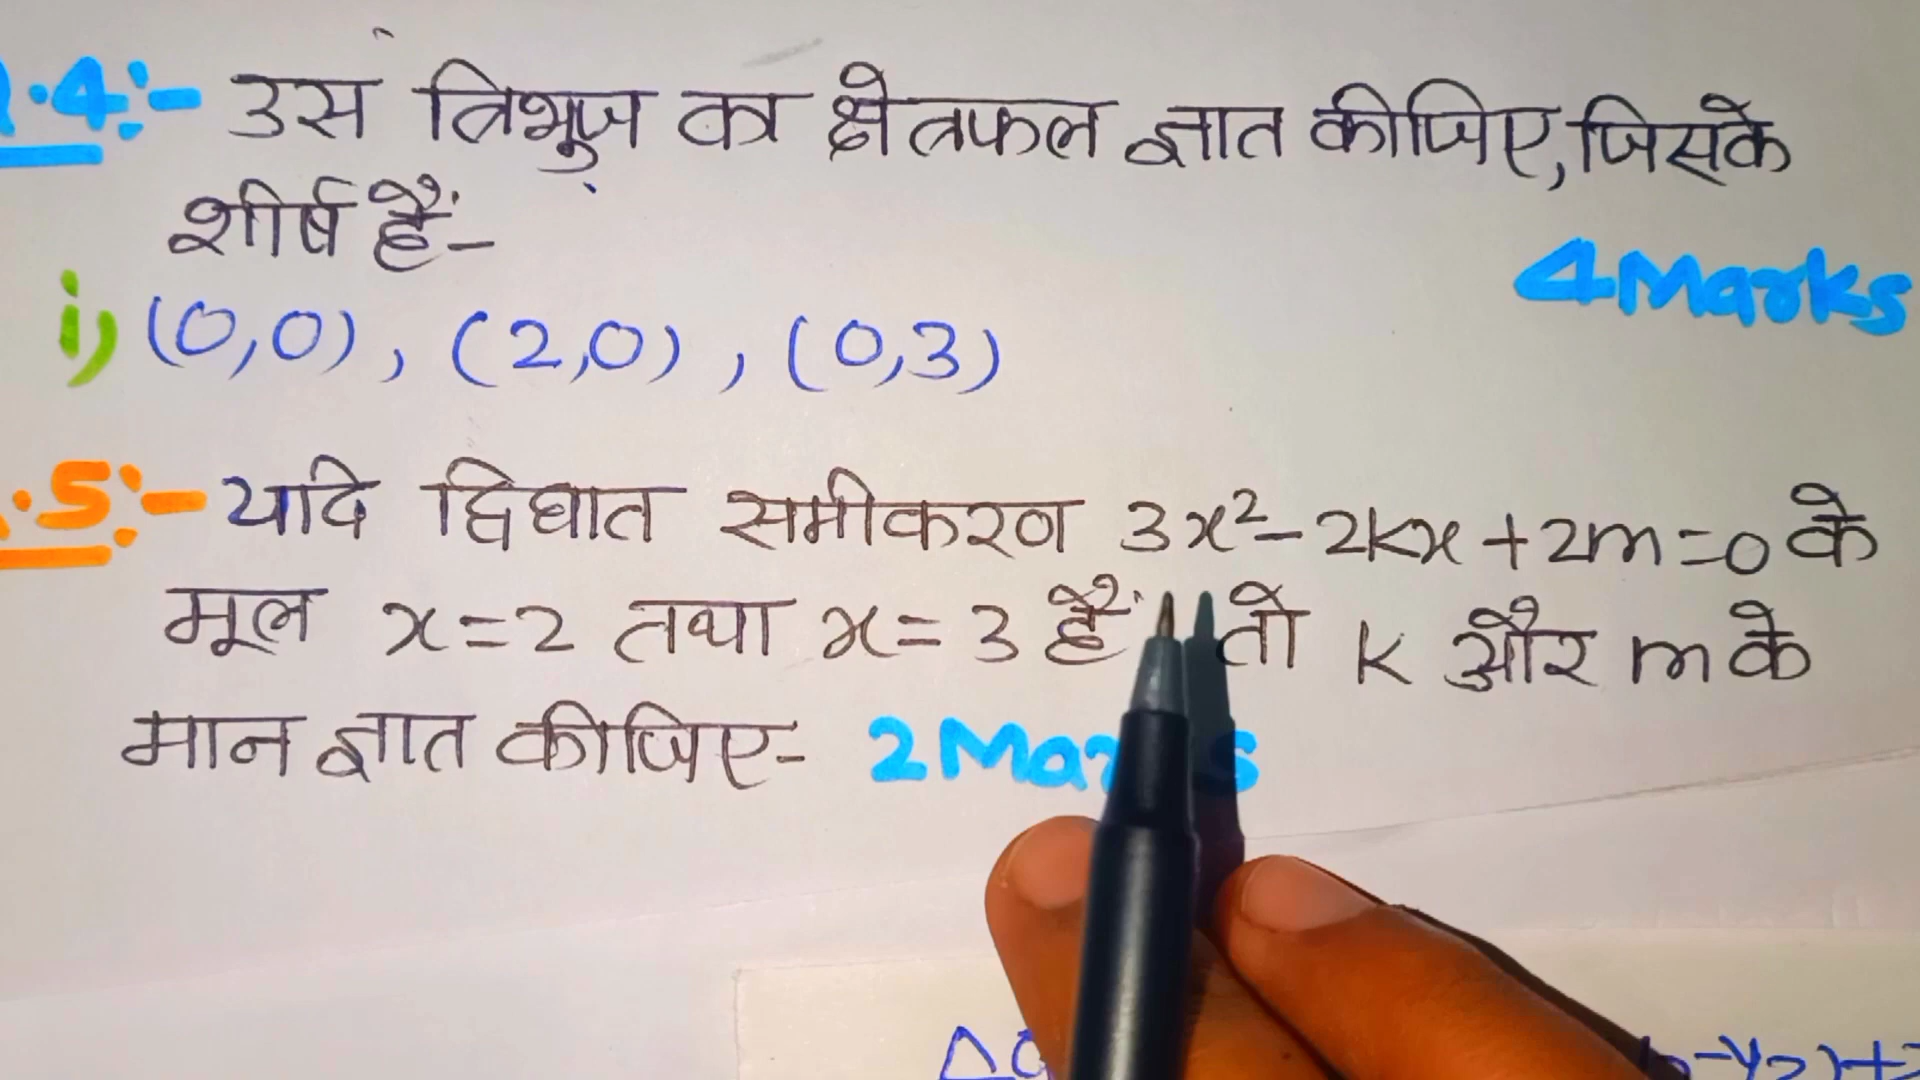 .4:- उस त्रिभुज का क्षेत्रफल ज्ञात कीजिए, जिसके
शीर्ष हैं-
4 Marks
i) (0,0), (2,0), (0,3)
.5:- यदि द्विघात समीकरण 3x²-2kx+2m=0 के
मूल x=2 तथा x=3 हैं तो k और m के
मान ज्ञात कीजिए- 2 Marks